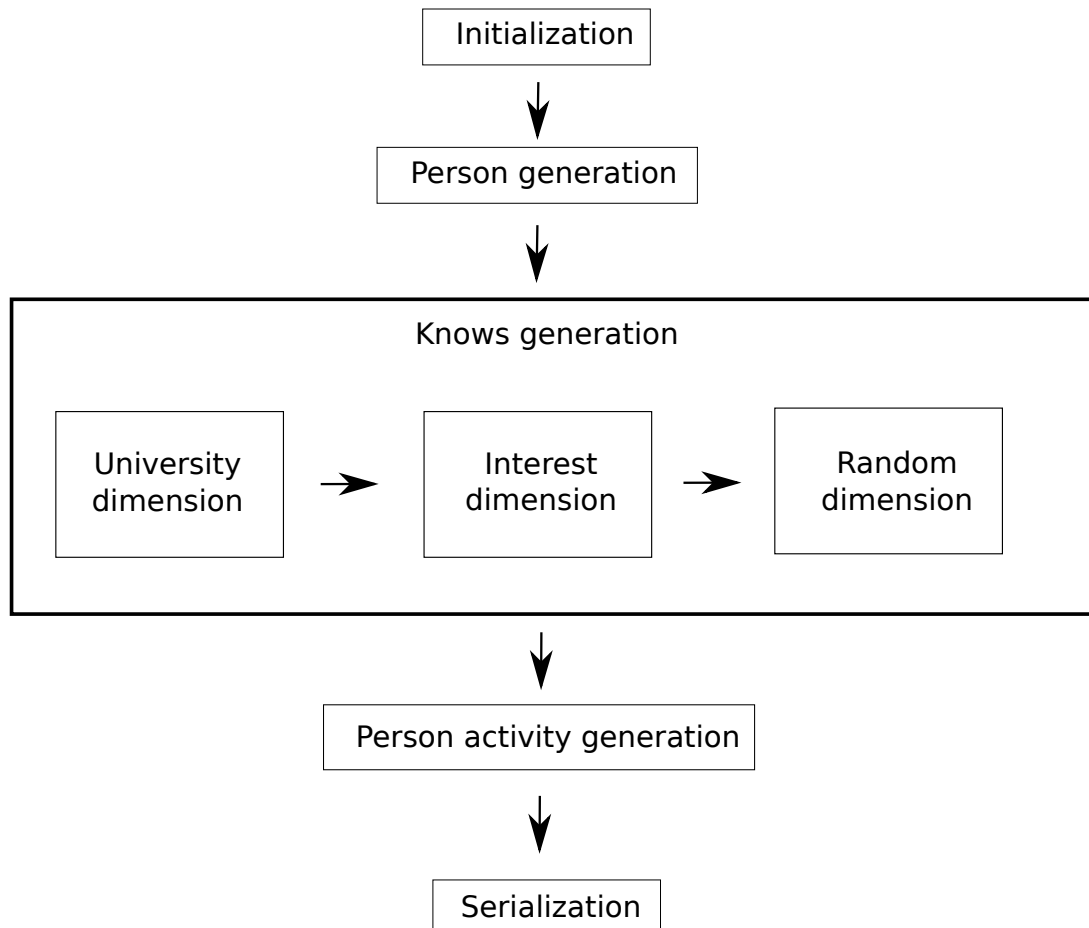 Initialization
Person generation
Knows generation
University
dimension
Interest
dimension
Random
dimension
Person activity generation
Serialization